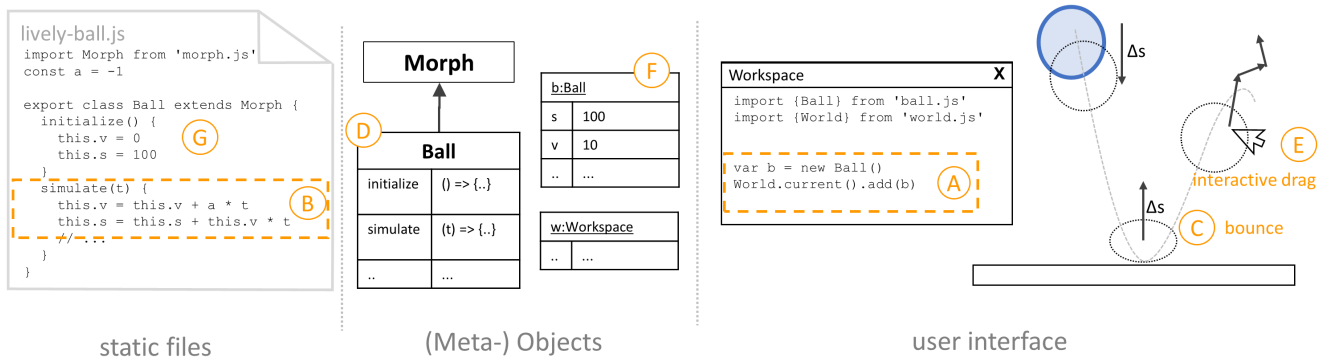 lively-ball.js
import Morph from 'morph.js'
const a = -1
export class Ball extends Morph {
initialize() {
this.v = 0
this.s = 100
}
G
simulate(t) {
this.v = this.v + a * t
this.s = this.s + this.v * t
// ...
}
}
B
static files
Morph
D
Ball
initialize () => {..}
simulate (t) => {..}
.. ...
F
b:Ball
s 100
v 10
.. ...
w:Workspace
.. ...
(Meta-) Objects
Workspace X
import {Ball} from 'ball.js'
import {World} from 'world.js'
var b = new Ball()
World.current().add(b)
A
Δs
E
interactive drag
Δs
C bounce
user interface